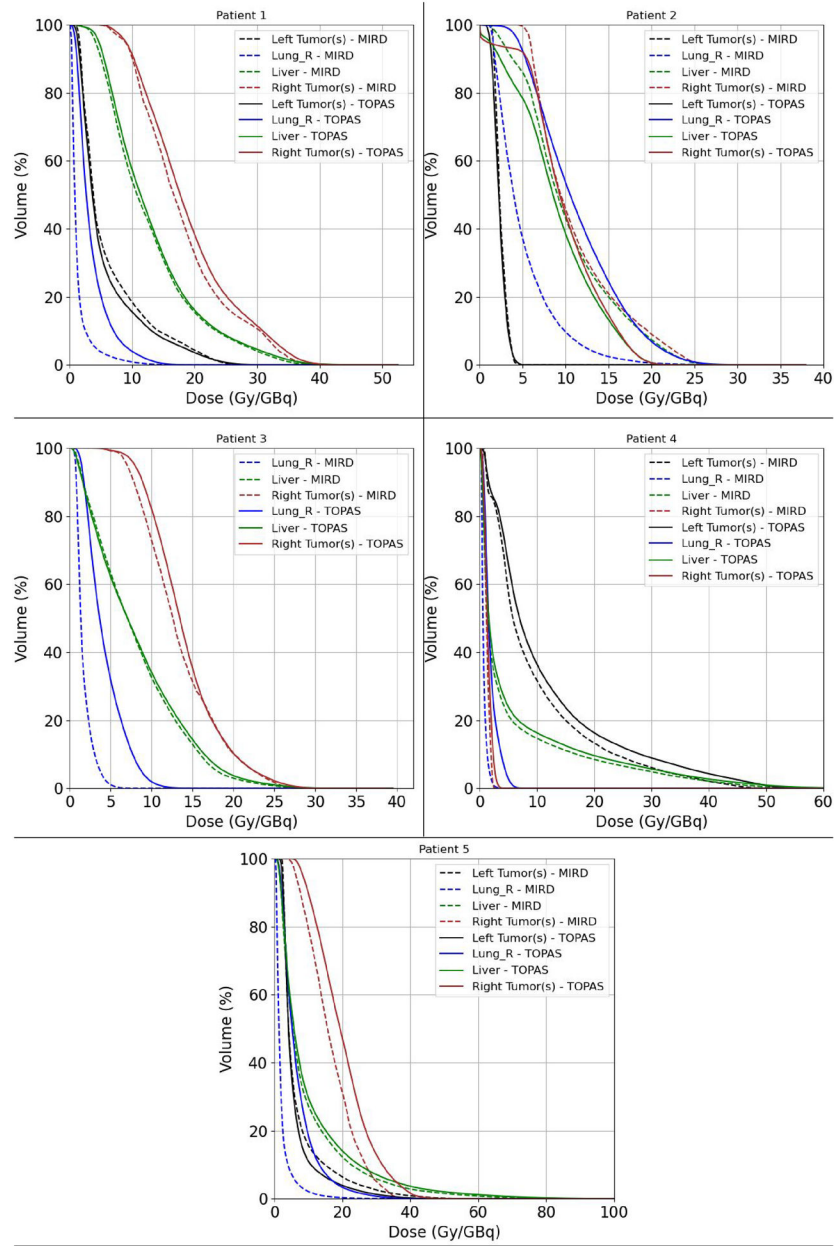 Patient 1
Volume (%)
100
80
60
40
20
0
Left Tumor(s) - MIRD
Lung_R - MIRD
Liver - MIRD
Right Tumor(s) - MIRD
Left Tumor(s) - TOPAS
Lung_R - TOPAS
Liver - TOPAS
Right Tumor(s) - TOPAS
0 10 20 30 40 50
Dose (Gy/GBq)
Patient 2
Volume (%)
100
80
60
40
20
0
Left Tumor(s) - MIRD
Lung_R - MIRD
Liver - MIRD
Right Tumor(s) - MIRD
Left Tumor(s) - TOPAS
Lung_R - TOPAS
Liver - TOPAS
Right Tumor(s) - TOPAS
0 5 10 15 20 25 30 35 40
Dose (Gy/GBq)
Patient 3
Volume (%)
100
80
60
40
20
0
Lung_R - MIRD
Liver - MIRD
Right Tumor(s) - MIRD
Lung_R - TOPAS
Liver - TOPAS
Right Tumor(s) - TOPAS
0 5 10 15 20 25 30 35 40
Dose (Gy/GBq)
Patient 4
Volume (%)
100
80
60
40
20
0
Left Tumor(s) - MIRD
Lung_R - MIRD
Liver - MIRD
Right Tumor(s) - MIRD
Left Tumor(s) - TOPAS
Lung_R - TOPAS
Liver - TOPAS
Right Tumor(s) - TOPAS
0 10 20 30 40 50 60
Dose (Gy/GBq)
Patient 5
Volume (%)
100
80
60
40
20
0
Left Tumor(s) - MIRD
Lung_R - MIRD
Liver - MIRD
Right Tumor(s) - MIRD
Left Tumor(s) - TOPAS
Lung_R - TOPAS
Liver - TOPAS
Right Tumor(s) - TOPAS
0 20 40 60 80 100
Dose (Gy/GBq)